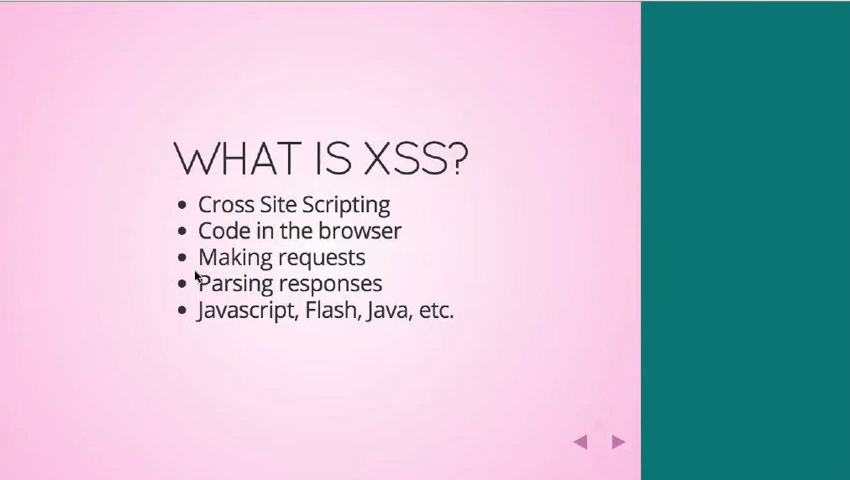 WHAT IS XSS?
• Cross Site Scripting
• Code in the browser
• Making requests
• Parsing responses
• Javascript, Flash, Java, etc.